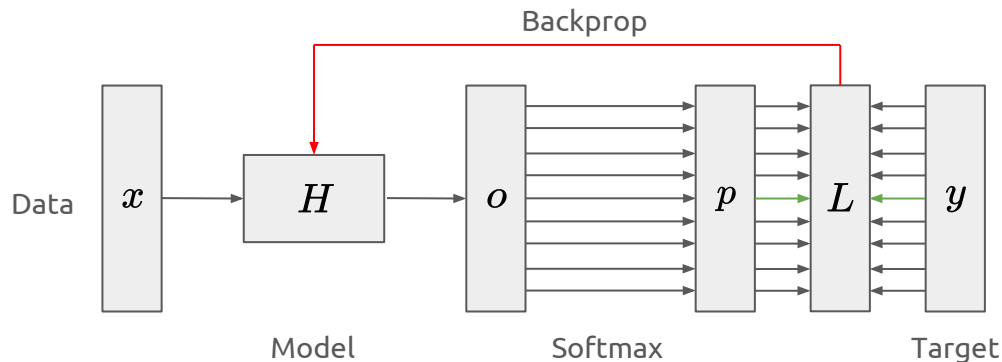 Backprop
Data
x
H
o
p
L
y
Model
Softmax
Target